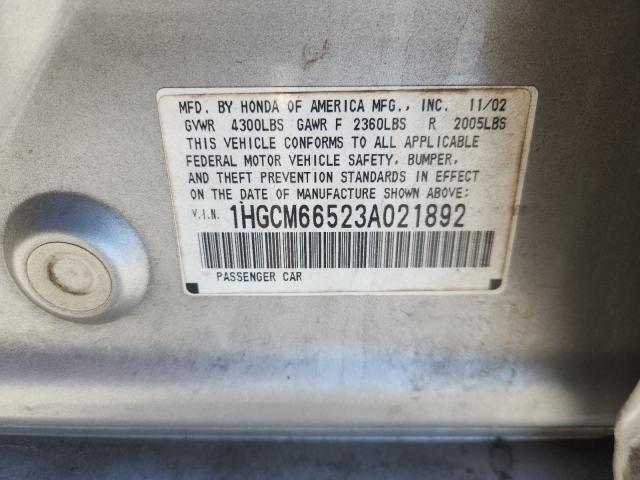 MFD. BY HONDA OF AMERICA MFG., INC. 11/02
GVWR 4300LBS GAWR F 2360LBS R 2005LBS
THIS VEHICLE CONFORMS TO ALL APPLICABLE
FEDERAL MOTOR VEHICLE SAFETY, BUMPER,
AND THEFT PREVENTION STANDARDS IN EFFECT
ON THE DATE OF MANUFACTURE SHOWN ABOVE:
V.I.N. 1HGCM66523A021892
PASSENGER CAR